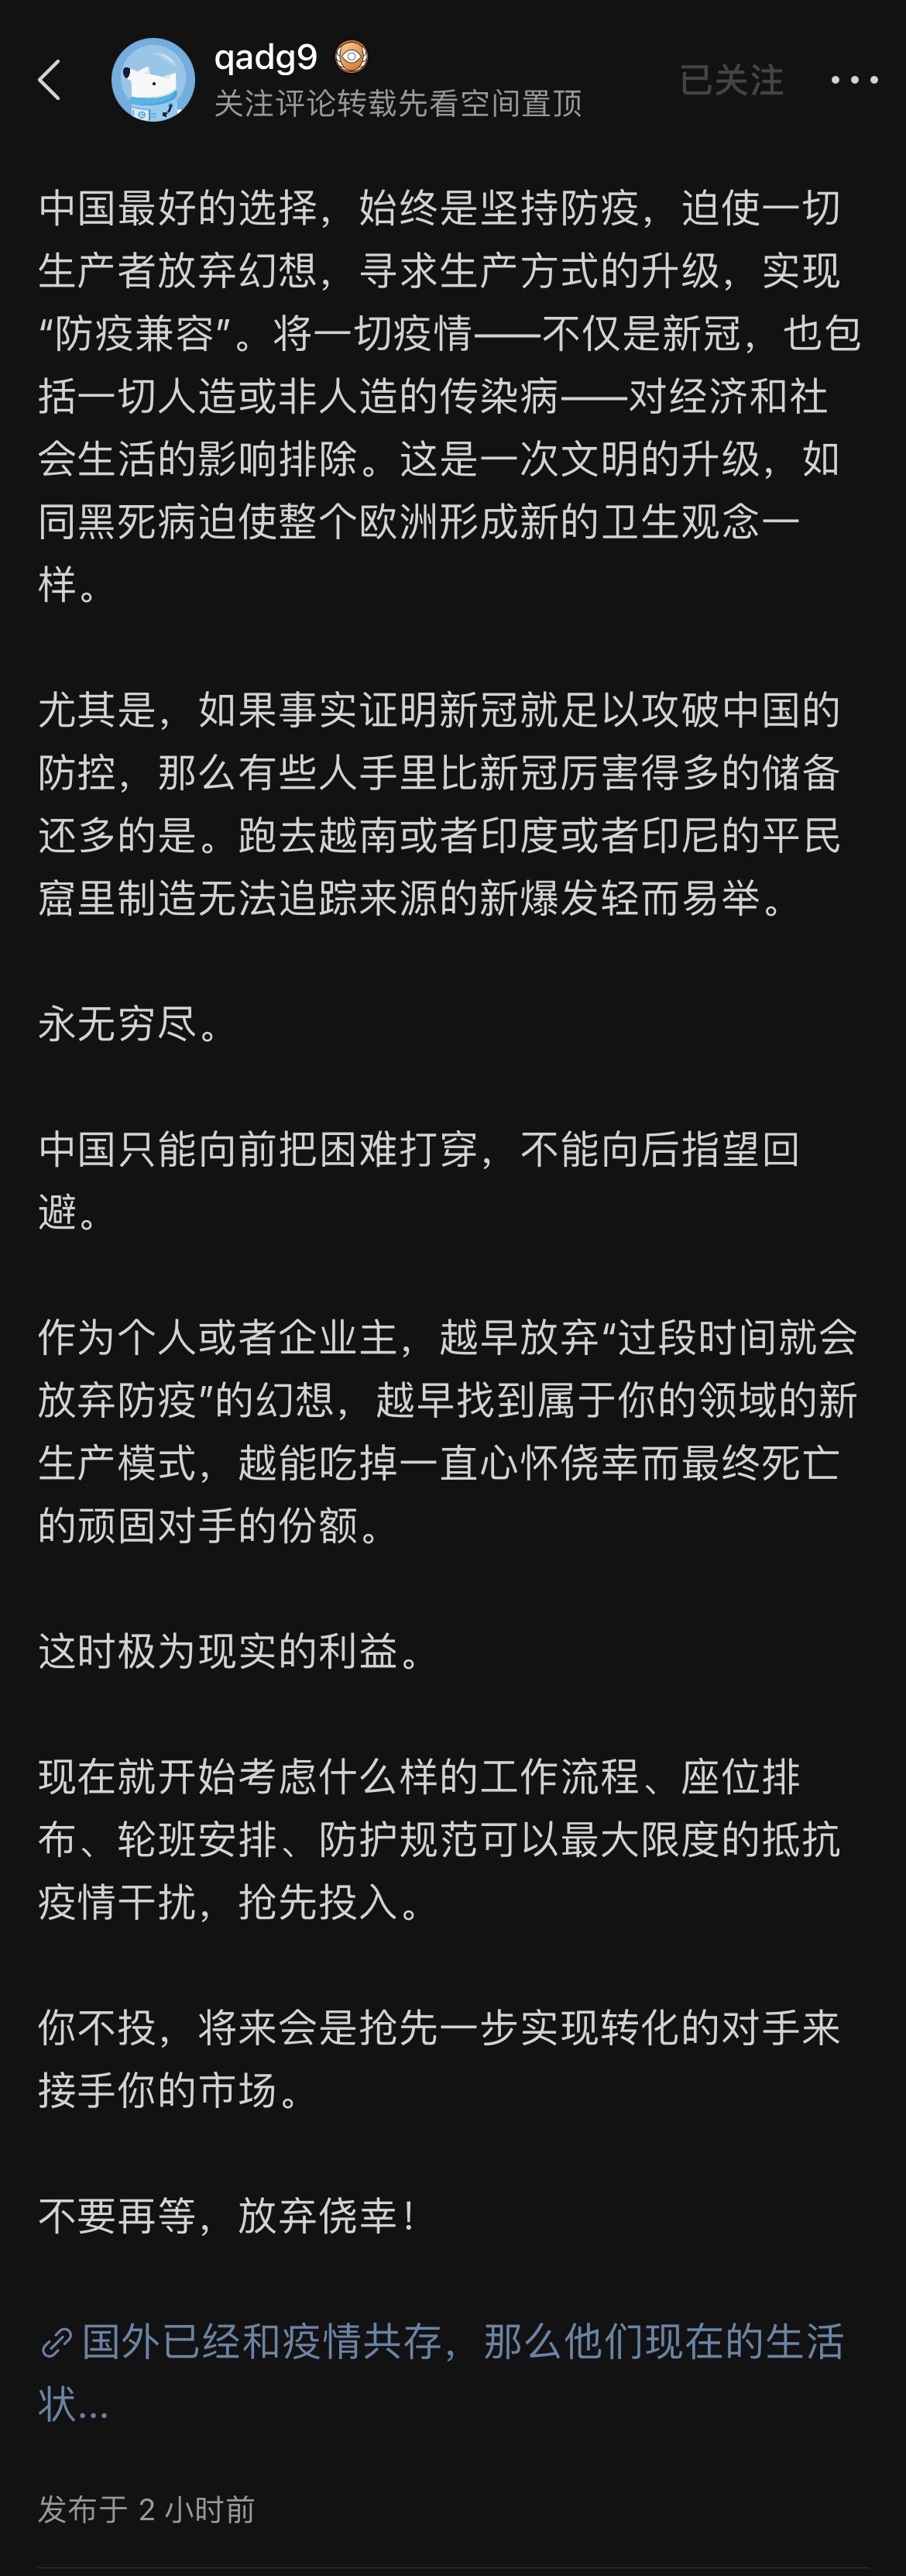 qadg9
关注评论转载先看空间置顶
已关注
中国最好的选择，始终是坚持防疫，迫使一切
生产者放弃幻想，寻求生产方式的升级，实现
“防疫兼容”。将一切疫情——不仅是新冠，也包
括一切人造或非人造的传染病——对经济和社
会生活的影响排除。这是一次文明的升级，如
同黑死病迫使整个欧洲形成新的卫生观念一
样。
尤其是，如果事实证明新冠就足以攻破中国的
防控，那么有些人手里比新冠厉害得多的储备
还多的是。跑去越南或者印度或者印尼的平民
窟里制造无法追踪来源的新爆发轻而易举。
永无穷尽。
中国只能向前把困难打穿，不能向后指望回
避。
作为个人或者企业主，越早放弃“过段时间就会
放弃防疫”的幻想，越早找到属于你的领域的新
生产模式，越能吃掉一直心怀侥幸而最终死亡
的顽固对手的份额。
这时极为现实的利益。
现在就开始考虑什么样的工作流程、座位排
布、轮班安排、防护规范可以最大限度的抵抗
疫情干扰，抢先投入。
你不投，将来会是抢先一步实现转化的对手来
接手你的市场。
不要再等，放弃侥幸！
国外已经和疫情共存，那么他们现在的生活
状...
发布于 2 小时前